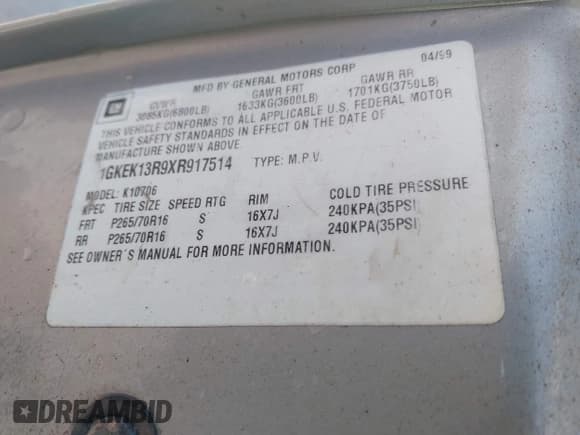 MFD BY GENERAL MOTORS CORP 04/99
GM
GVWR GAWR FRT GAWR RR
3085KG(6800LB) 1633KG(3600LB) 1701KG(3750LB)
THIS VEHICLE CONFORMS TO ALL APPLICABLE U.S. FEDERAL MOTOR
VEHICLE SAFETY STANDARDS IN EFFECT ON THE DATE OF
MANUFACTURE SHOWN ABOVE.
1GKEK13R9XR917514 TYPE: M.P.V.
MODEL: K10706
KPEC TIRE SIZE SPEED RTG RIM COLD TIRE PRESSURE
FRT P265/70R16 S 16X7J 240KPA(35PSI)
RR P265/70R16 S 16X7J 240KPA(35PSI)
SEE OWNER'S MANUAL FOR MORE INFORMATION.
DREAMBID